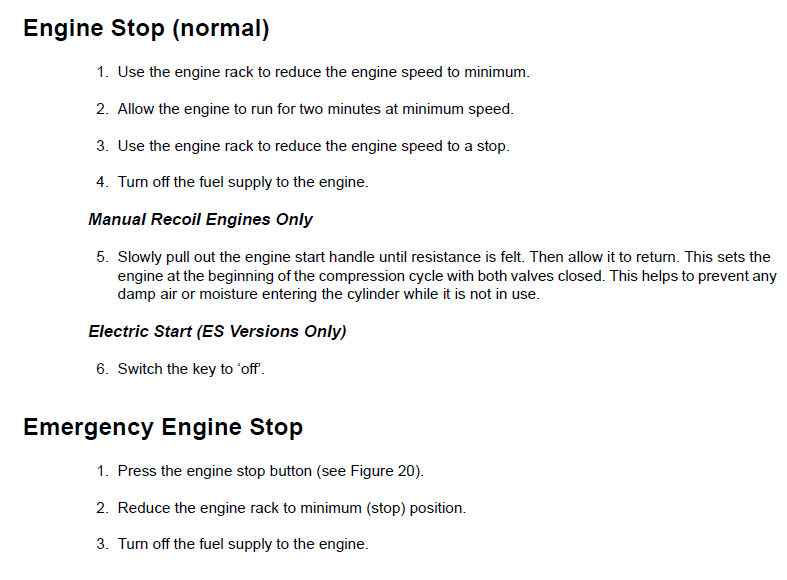 Engine Stop (normal)
1. Use the engine rack to reduce the engine speed to minimum.
2. Allow the engine to run for two minutes at minimum speed.
3. Use the engine rack to reduce the engine speed to a stop.
4. Turn off the fuel supply to the engine.
Manual Recoil Engines Only
5. Slowly pull out the engine start handle until resistance is felt. Then allow it to return. This sets the
engine at the beginning of the compression cycle with both valves closed. This helps to prevent any
damp air or moisture entering the cylinder while it is not in use.
Electric Start (ES Versions Only)
6. Switch the key to ‘off’.
Emergency Engine Stop
1. Press the engine stop button (see Figure 20).
2. Reduce the engine rack to minimum (stop) position.
3. Turn off the fuel supply to the engine.